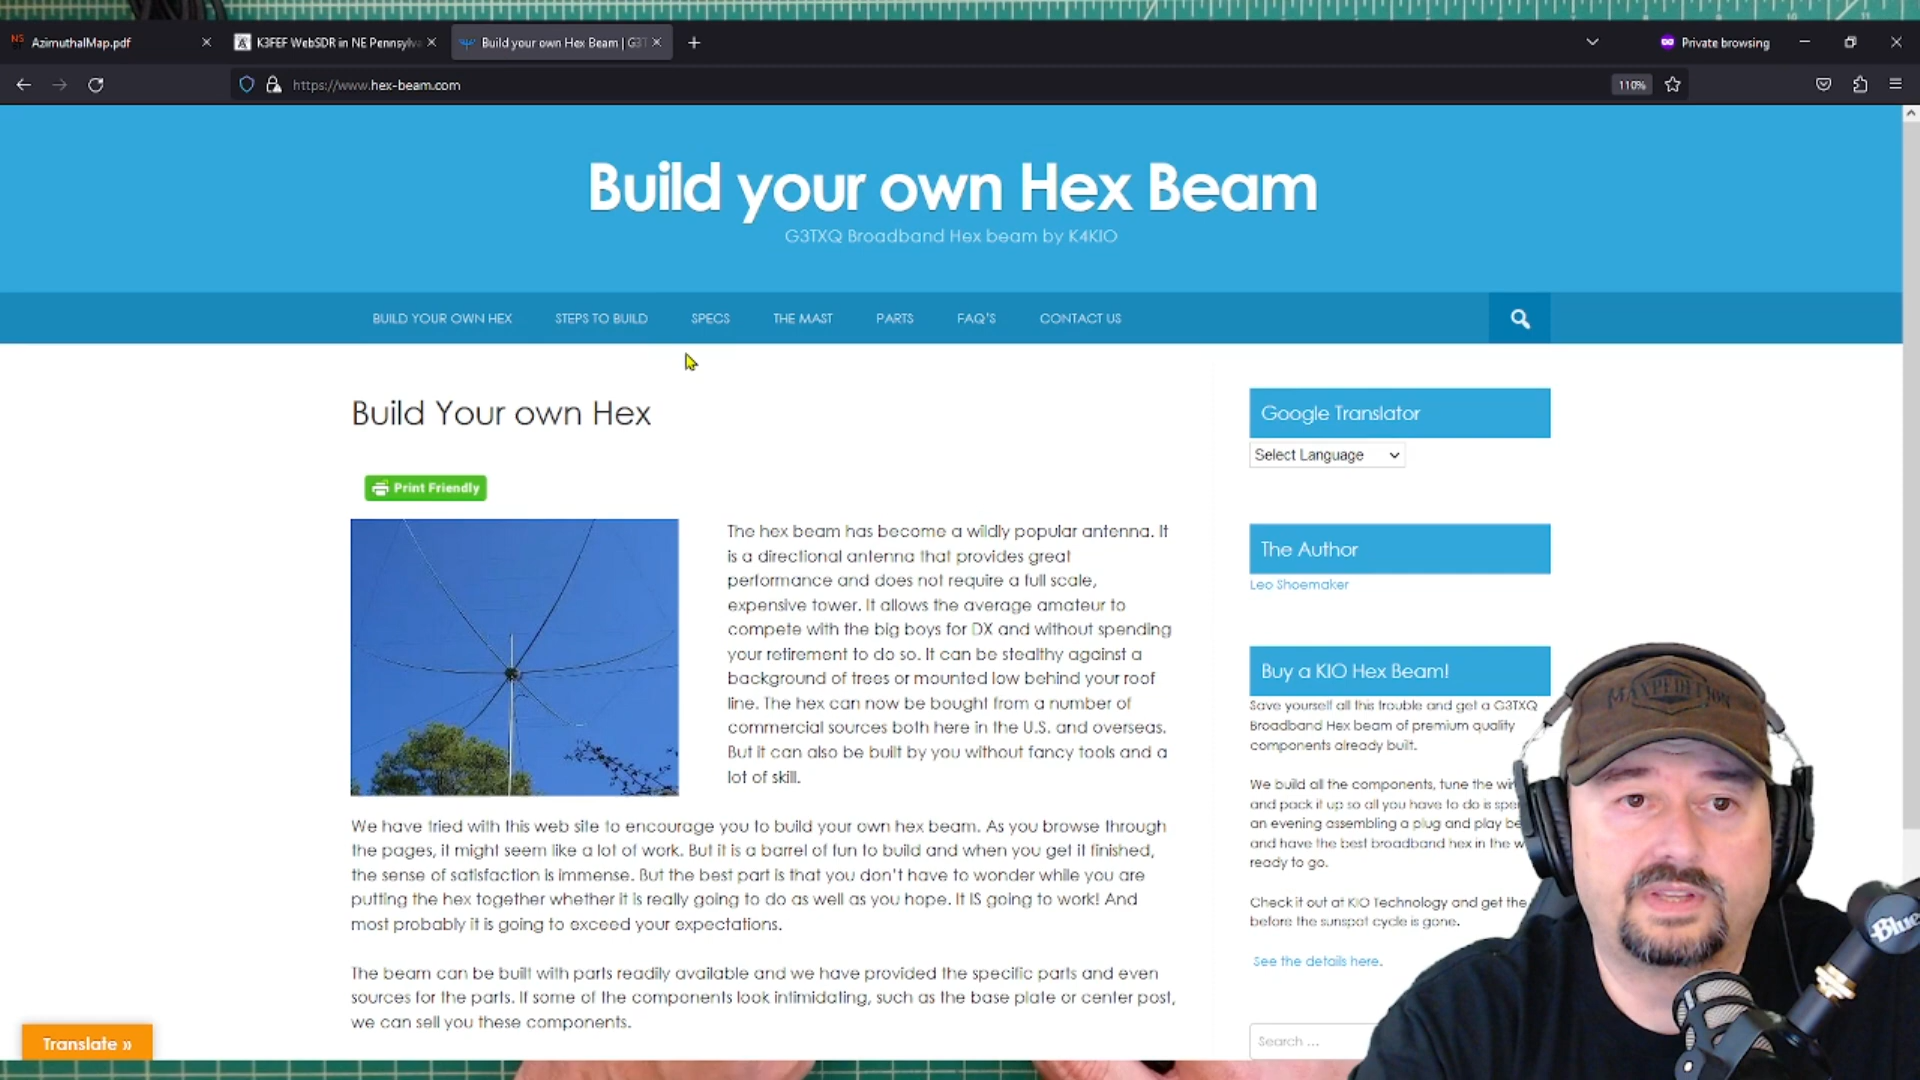 AzimuthalMap.pdf
K3FEF WebSDR in NE Pennsylva
Build your own Hex Beam | G3T
Private browsing
https://www.hex-beam.com
110%
Build your own Hex Beam
G3TXQ Broadband Hex beam by K4KIO
BUILD YOUR OWN HEX
STEPS TO BUILD
SPECS
THE MAST
PARTS
FAQ'S
CONTACT US
Build Your own Hex
Print Friendly
The hex beam has become a wildly popular antenna. It
is a directional antenna that provides great
performance and does not require a full scale,
expensive tower. It allows the average amateur to
compete with the big boys for DX and without spending
your retirement to do so. It can be stealthy against a
background of trees or mounted low behind your roof
line. The hex can now be bought from a number of
commercial sources both here in the U.S. and overseas.
But it can also be built by you without fancy tools and a
lot of skill.
We have tried with this web site to encourage you to build your own hex beam. As you browse through
the pages, it might seem like a lot of work. But it is a barrel of fun to build and when you get it finished,
the sense of satisfaction is immense. But the best part is that you don't have to wonder while you are
putting the hex together whether it is really going to do as well as you hope. It IS going to work! And
most probably it is going to exceed your expectations.
The beam can be built with parts readily available and we have provided the specific parts and even
sources for the parts. If some of the components look intimidating, such as the base plate or center post,
we can sell you these components.
Translate »
Google Translator
Select Language
The Author
Leo Shoemaker
Buy a KIO Hex Beam!
Save yourself all this trouble and get a G3TXQ
Broadband Hex beam of premium quality
components already built.
We build all the components, tune the wi
and pack it up so all you have to do is spe
an evening assembling a plug and play be
and have the best broadband hex in the w
ready to go.
Check it out at KIO Technology and get the
before the sunspot cycle is gone.
See the details here.
Search ...
MAXPEDITION
Blue